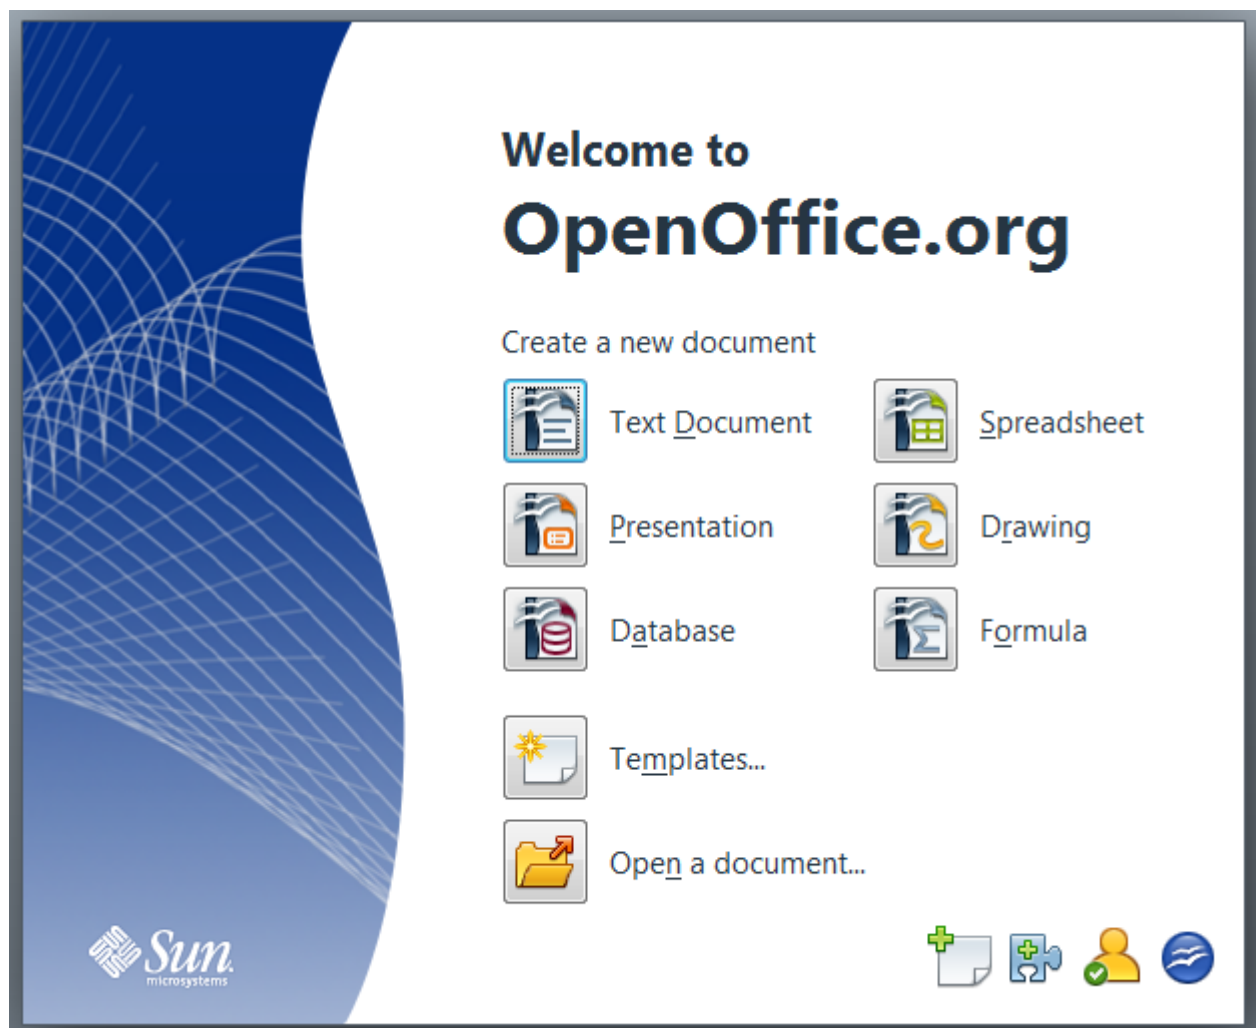 Welcome to
OpenOffice.org
Create a new document
Text Document
Spreadsheet
Presentation
Drawing
Database
Formula
Templates...
Open a document...
Sun
microsystems